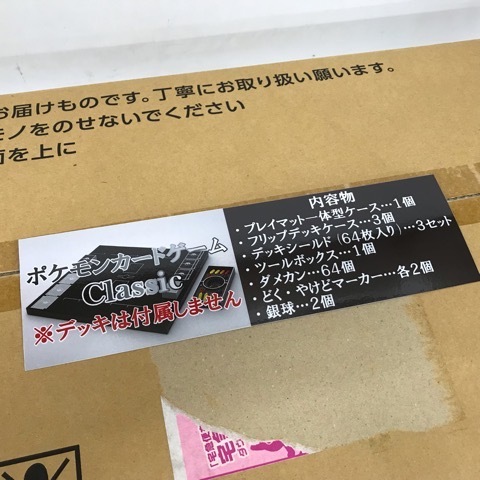 お届けものです。丁寧にお取り扱い願います。
モノをのせないでください
を上に
ポケモンカードゲーム
Classic
※デッキは付属しません
内容物
・プレイマット一体型ケース…1個
・フリップデッキケース…3個
・デッキシールド(64枚入り)…3セット
・ツールボックス…1個
・ダメカン…64個
・どく・やけどマーカー…各2個
・銀球…2個